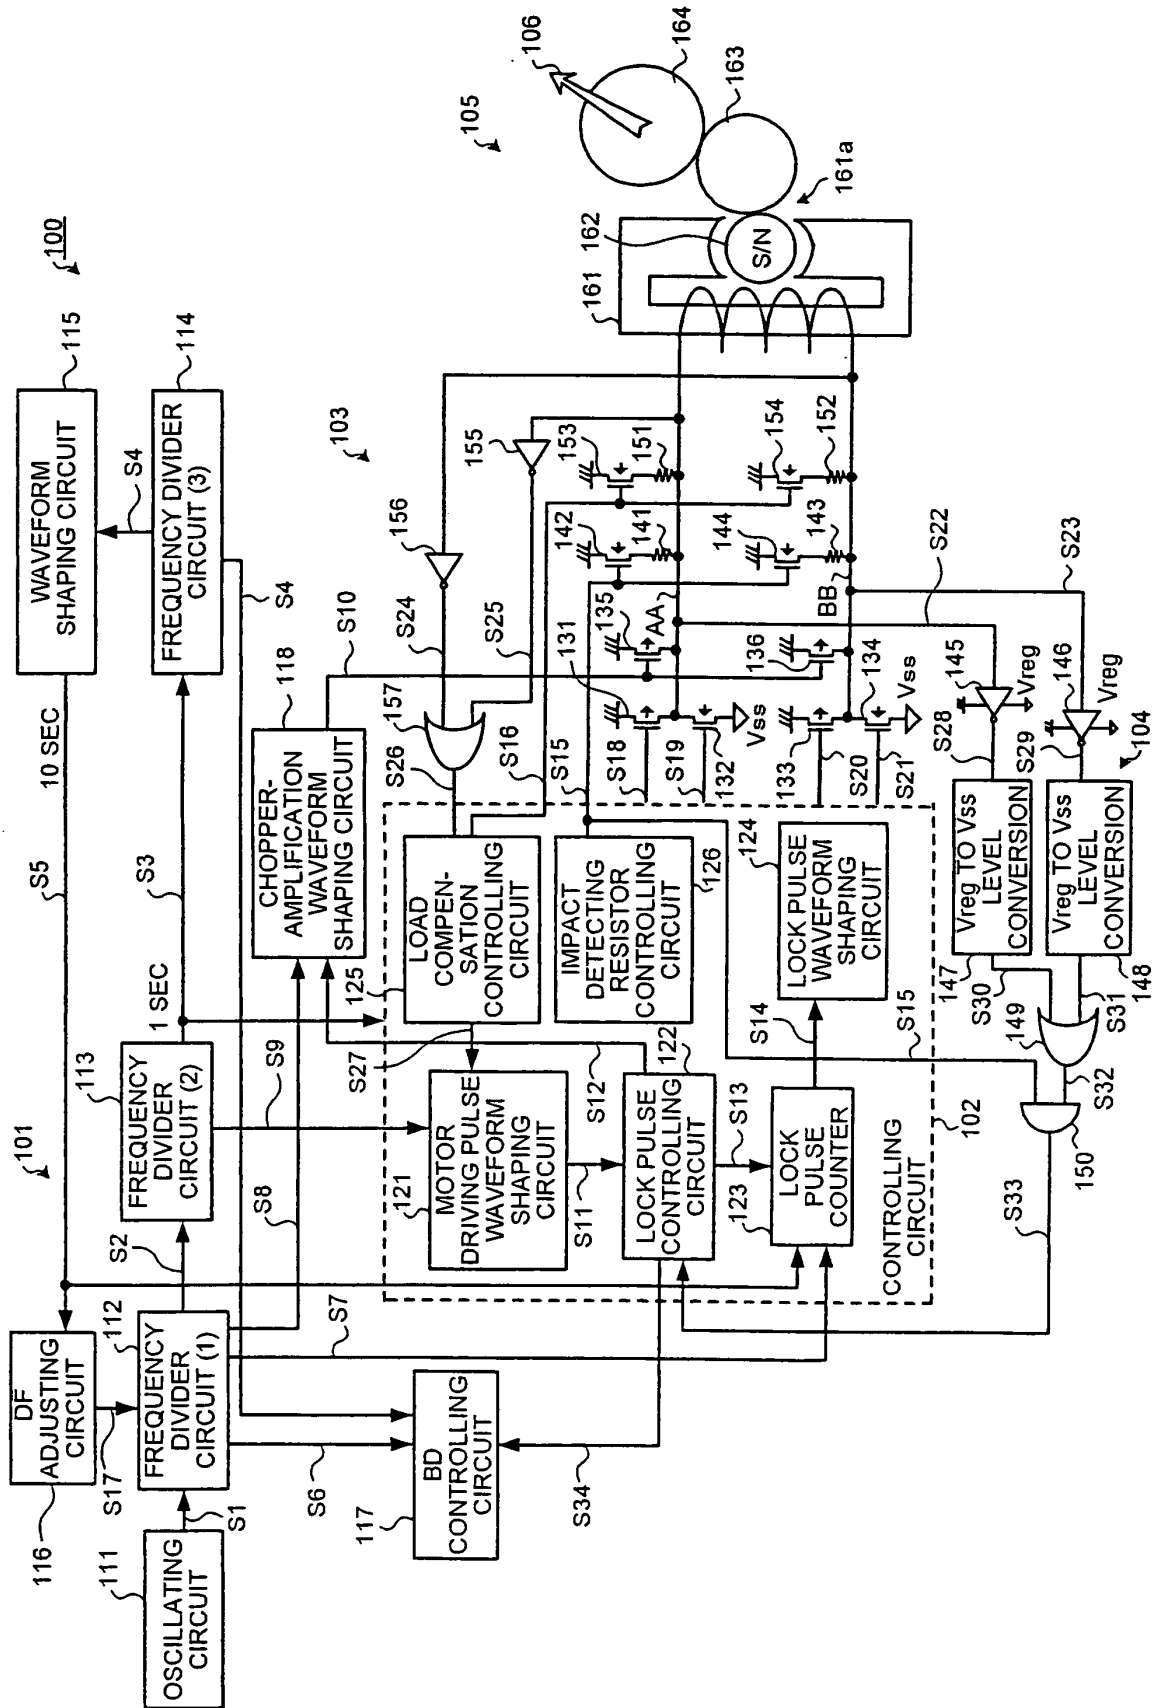 100
101
S5
10 SEC
115
WAVEFORM
SHAPING CIRCUIT
S4
116
DF
ADJUSTING
CIRCUIT
S17
111
OSCILLATING
CIRCUIT
S1
112
FREQUENCY
DIVIDER
CIRCUIT (1)
S2
113
FREQUENCY
DIVIDER
CIRCUIT (2)
1 SEC
S3
114
FREQUENCY DIVIDER
CIRCUIT (3)
S4
S6
S7
S8
S9
118
CHOPPER-
AMPLIFICATION
WAVEFORM
SHAPING CIRCUIT
S10
117
BD
CONTROLLING
CIRCUIT
S34
102
CONTROLLING
CIRCUIT
121
MOTOR
DRIVING PULSE
WAVEFORM
SHAPING
CIRCUIT
S11
S12
S27
125
LOAD
COMPEN-
SATION
CONTROLLING
CIRCUIT
S26
157
S24
S25
156
155
103
S16
S15
122
LOCK PULSE
CONTROLLING
CIRCUIT
S13
123
LOCK
PULSE
COUNTER
S14
124
LOCK PULSE
WAVEFORM
SHAPING
CIRCUIT
126
IMPACT
DETECTING
RESISTOR
CONTROLLING
CIRCUIT
S15
S18
S19
S20
S21
131
132
Vss
133
134
Vss
135
136
AA
BB
141
142
143
144
151
152
153
154
S22
S23
145
Vreg
146
Vreg
S28
S29
104
147
Vreg TO Vss
LEVEL
CONVERSION
148
Vreg TO Vss
LEVEL
CONVERSION
S30
S31
149
S32
150
S33
105
106
161
162
S/N
161a
163
164